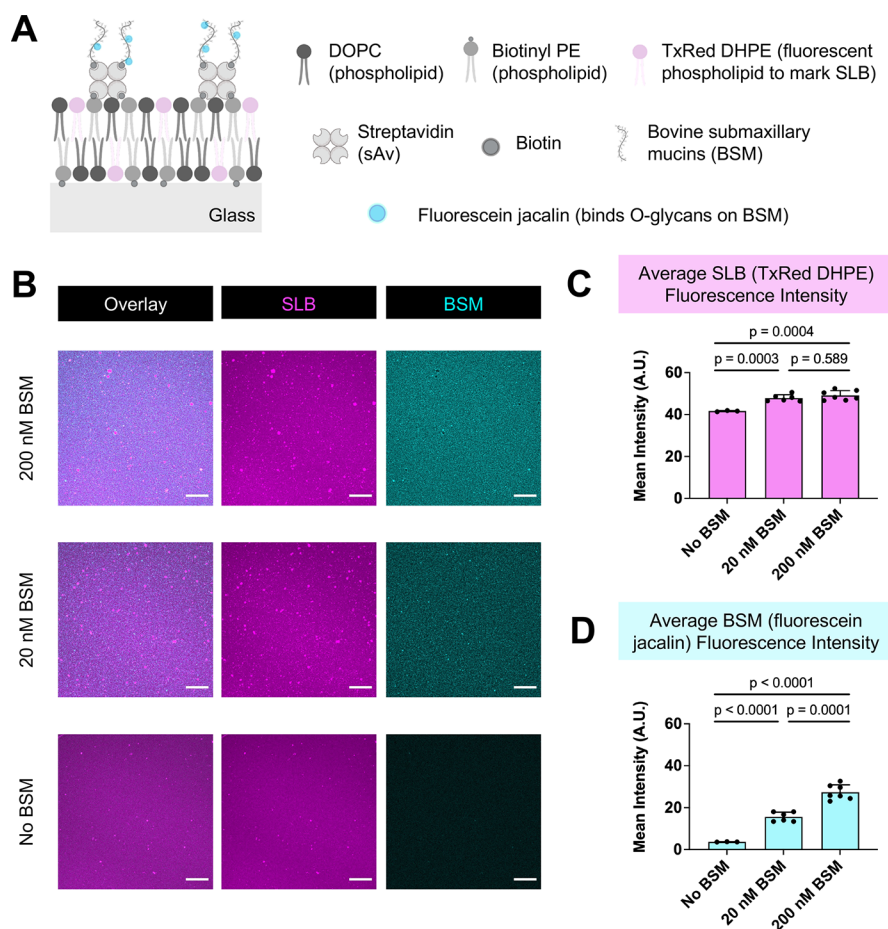 A
DOPC
(phospholipid)
Biotinyl PE
(phospholipid)
TxRed DHPE (fluorescent
phospholipid to mark SLB)
Streptavidin
(sAv)
Biotin
Bovine submaxillary
mucins (BSM)
Glass
Fluorescein jacalin (binds O-glycans on BSM)
B
Overlay
SLB
BSM
200 nM BSM
20 nM BSM
No BSM
C
Average SLB (TxRed DHPE)
Fluorescence Intensity
p = 0.0004
p = 0.0003
p = 0.589
Mean Intensity (A.U.)
60
40
20
0
No BSM
20 nM BSM
200 nM BSM
D
Average BSM (fluorescein
jacalin) Fluorescence Intensity
p < 0.0001
p < 0.0001
p = 0.0001
Mean Intensity (A.U.)
60
40
20
0
No BSM
20 nM BSM
200 nM BSM